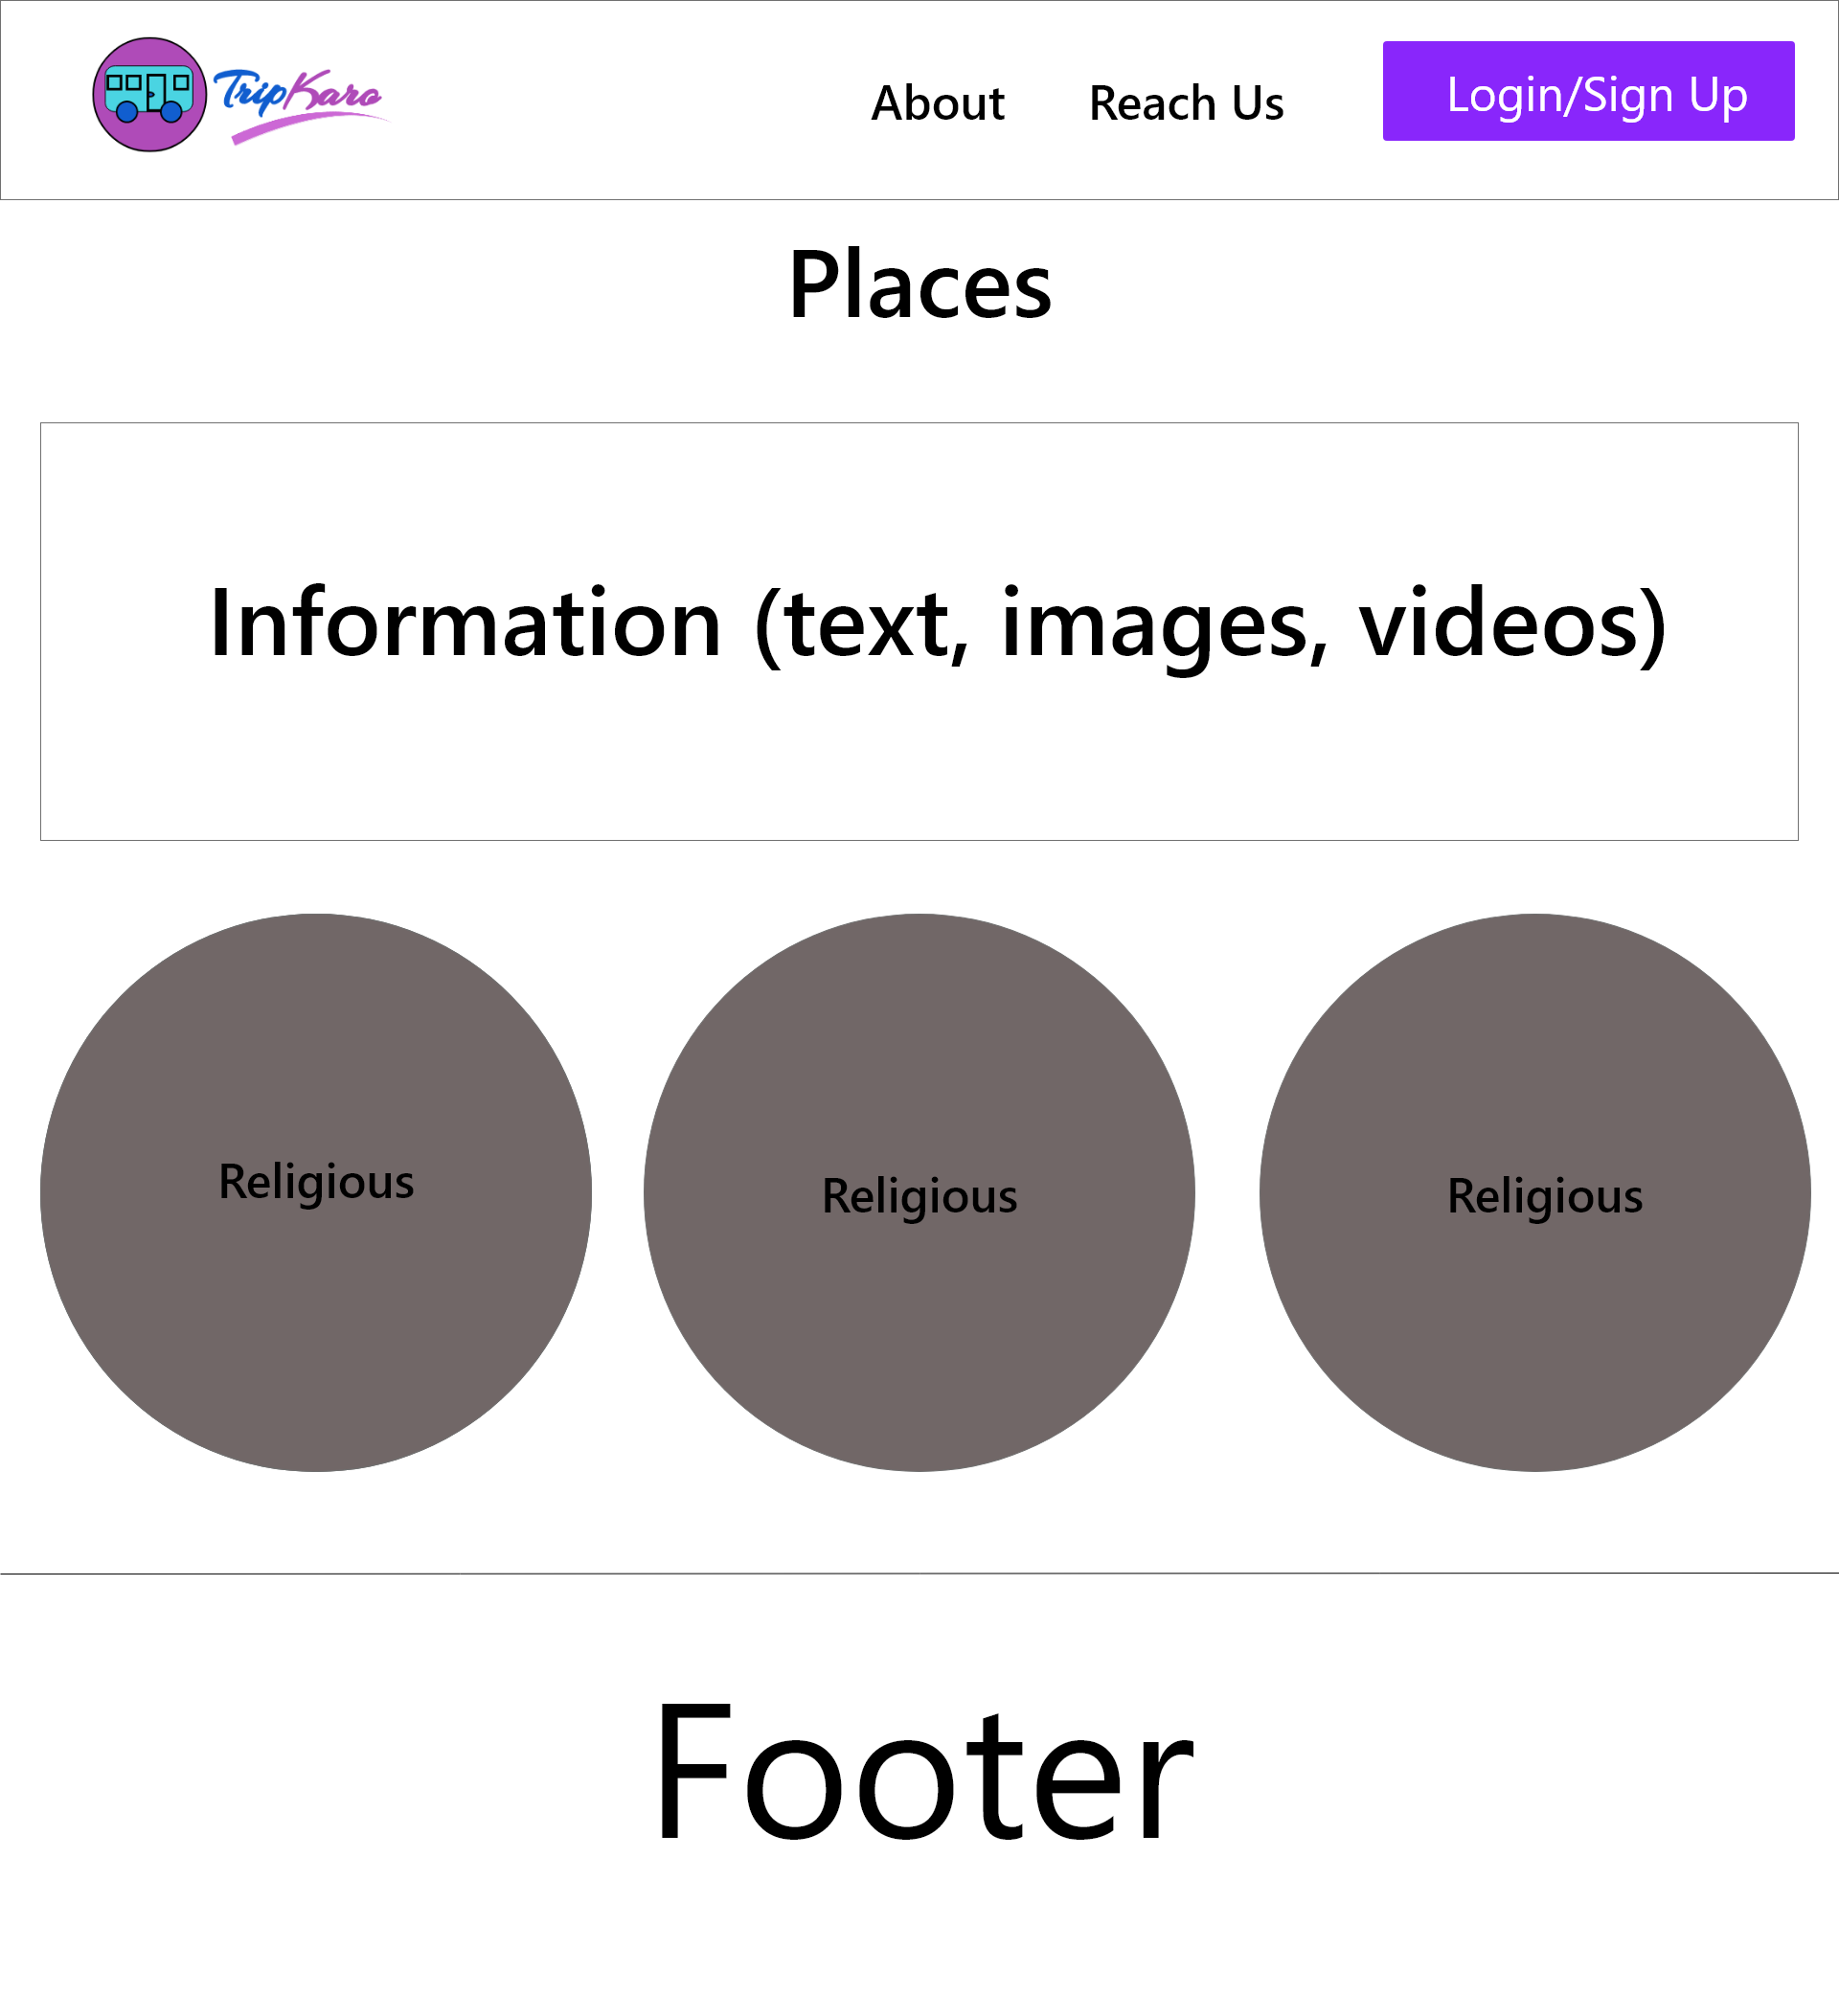 TripKaro
About
Reach Us
Login/Sign Up
Places
Information (text, images, videos)
Religious
Religious
Religious
Footer